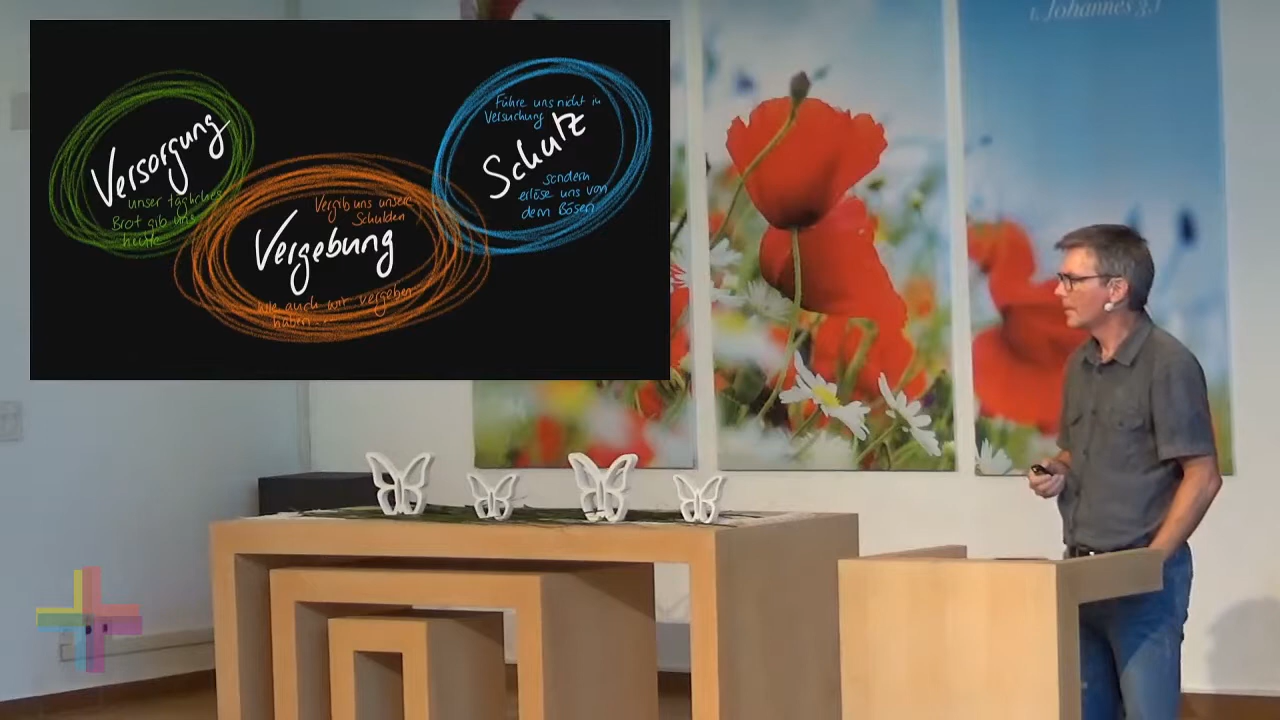 1. Johannes 3,1
Versorgung
unser tägliches
Brot gib uns
heute
Vergib uns unsere
Schulden
Vergebung
wie auch wir vergeben
haben...
Führe uns nicht in
Versuchung
Schutz
sondern
erlöse uns von
dem Bösen